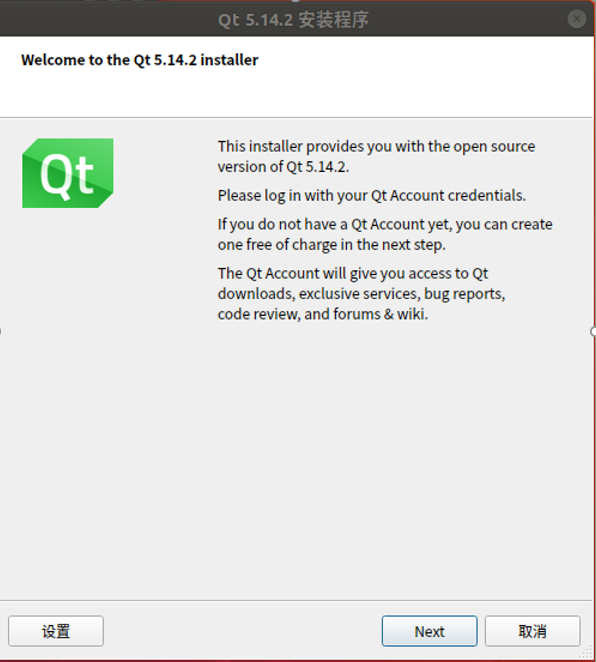 Qt 5.14.2 安装程序
Welcome to the Qt 5.14.2 installer
Qt
This installer provides you with the open source
version of Qt 5.14.2.
Please log in with your Qt Account credentials.
If you do not have a Qt Account yet, you can create
one free of charge in the next step.
The Qt Account will give you access to Qt
downloads, exclusive services, bug reports,
code review, and forums & wiki.
设置
Next
取消